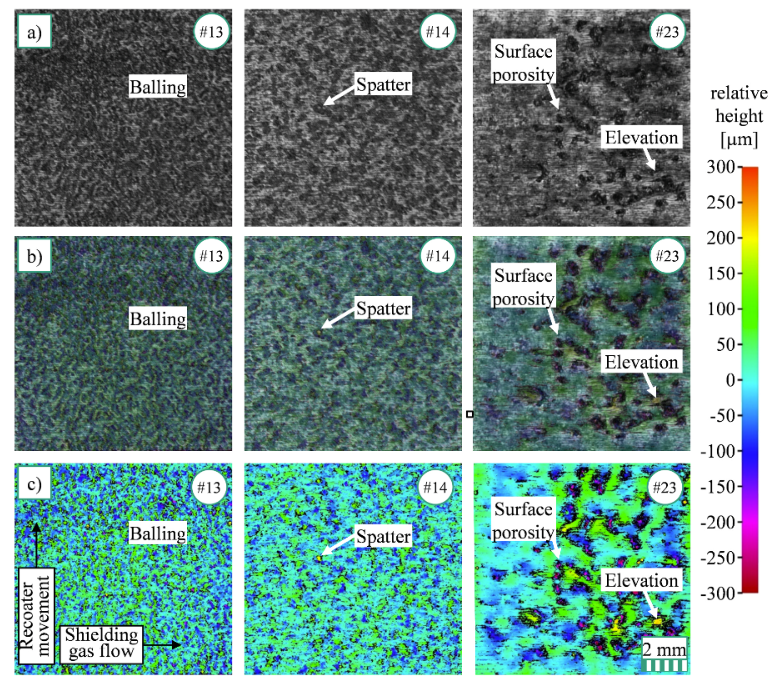 a)
#13
#14
#23
Balling
Spatter
Surface
porosity
Elevation
b)
#13
#14
#23
Balling
Spatter
Surface
porosity
Elevation
c)
#13
#14
#23
Balling
Spatter
Surface
porosity
Elevation
Recoater
movement
Shielding
gas flow
2 mm
relative
height
[µm]
300
250
200
150
100
50
0
-50
-100
-150
-200
-250
-300